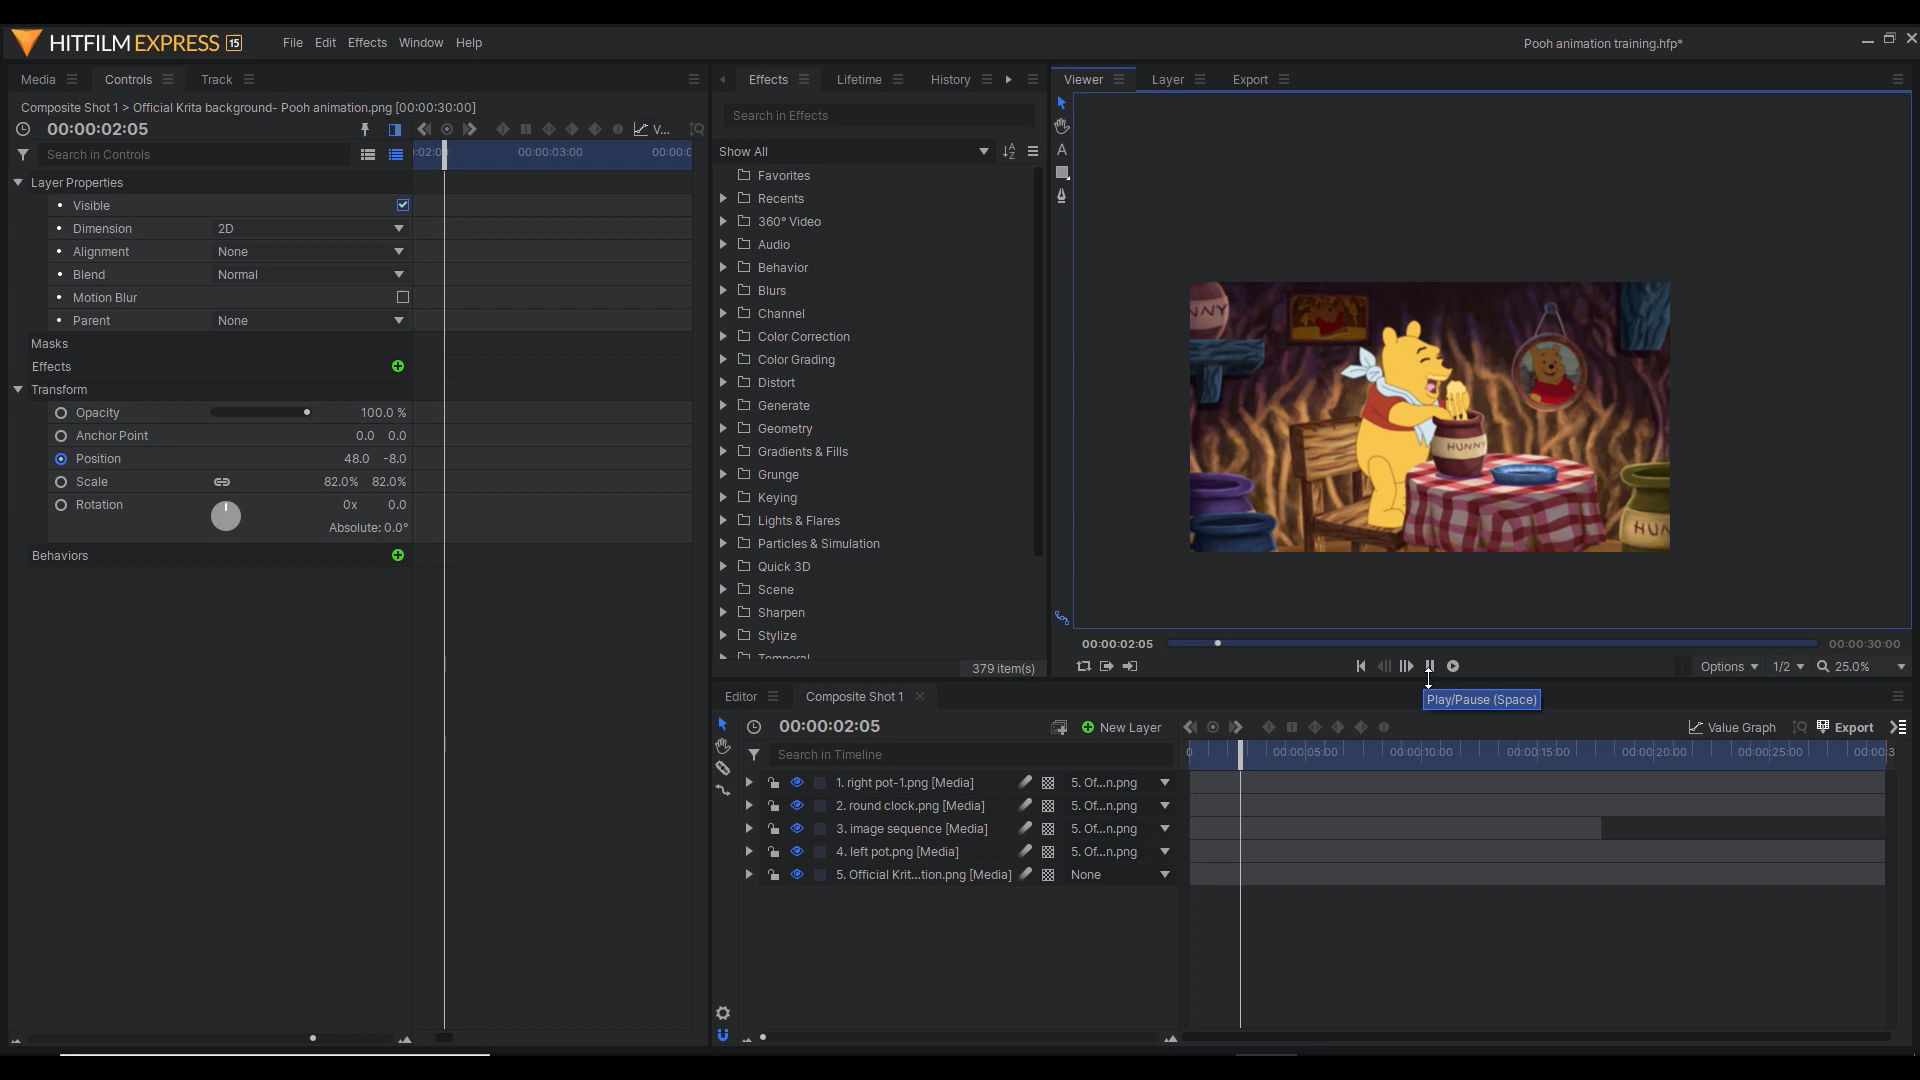 HITFILM EXPRESS 15
File Edit Effects Window Help
Pooh animation training.hfp*
Media Controls Track
Composite Shot 1 > Official Krita background- Pooh animation.png [00:00:30:00]
00:00:02:05
V...
Search in Controls
00:00:03:00
Layer Properties
Visible
Dimension 2D
Alignment None
Blend Normal
Motion Blur
Parent None
Masks
Effects
Transform
Opacity 100.0 %
Anchor Point 0.0 0.0
Position 48.0 -8.0
Scale 82.0% 82.0%
Rotation 0x 0.0
Absolute: 0.0°
Behaviors
Effects Lifetime History
Search in Effects
Show All
Favorites
Recents
360° Video
Audio
Behavior
Blurs
Channel
Color Correction
Color Grading
Distort
Generate
Geometry
Gradients & Fills
Grunge
Keying
Lights & Flares
Particles & Simulation
Quick 3D
Scene
Sharpen
Stylize
Temporal
379 item(s)
Viewer Layer Export
A
NNY
HUNNY
HUN
00:00:02:05 00:00:30:00
Options 1/2 25.0%
Play/Pause (Space)
Editor Composite Shot 1
00:00:02:05 New Layer Value Graph Export
Search in Timeline
0 00:00:05:00 00:00:10:00 00:00:15:00 00:00:20:00 00:00:25:00 00:00:3
1. right pot-1.png [Media] 5. Of...n.png
2. round clock.png [Media] 5. Of...n.png
3. image sequence [Media] 5. Of...n.png
4. left pot.png [Media] 5. Of...n.png
5. Official Krit...tion.png [Media] None